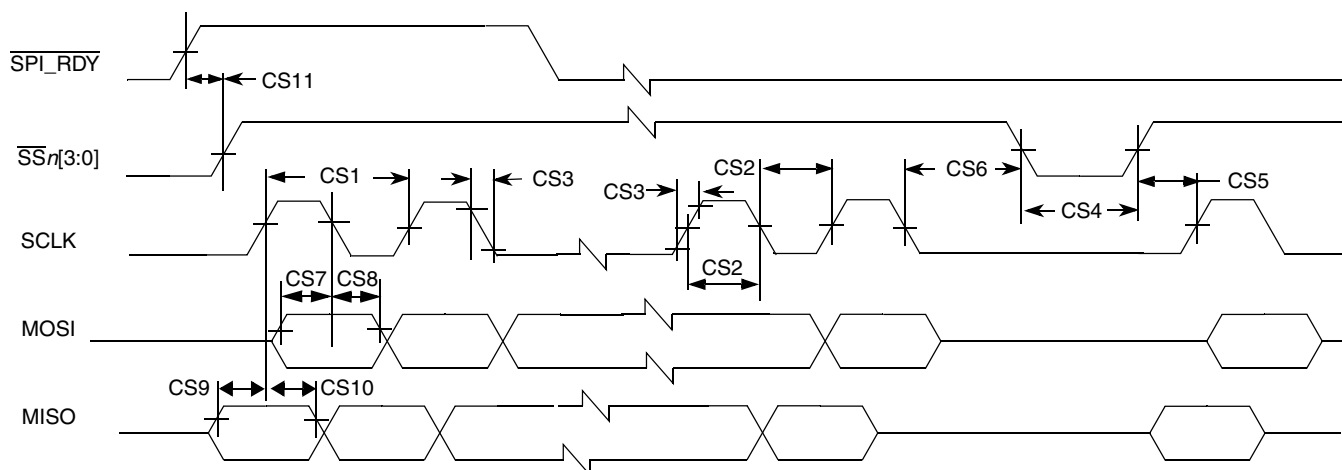 SPI_RDY
CS11
SSn[3:0]
CS1
CS3
CS3
CS2
CS6
CS4
CS5
SCLK
CS2
CS7
CS8
MOSI
CS9
CS10
MISO